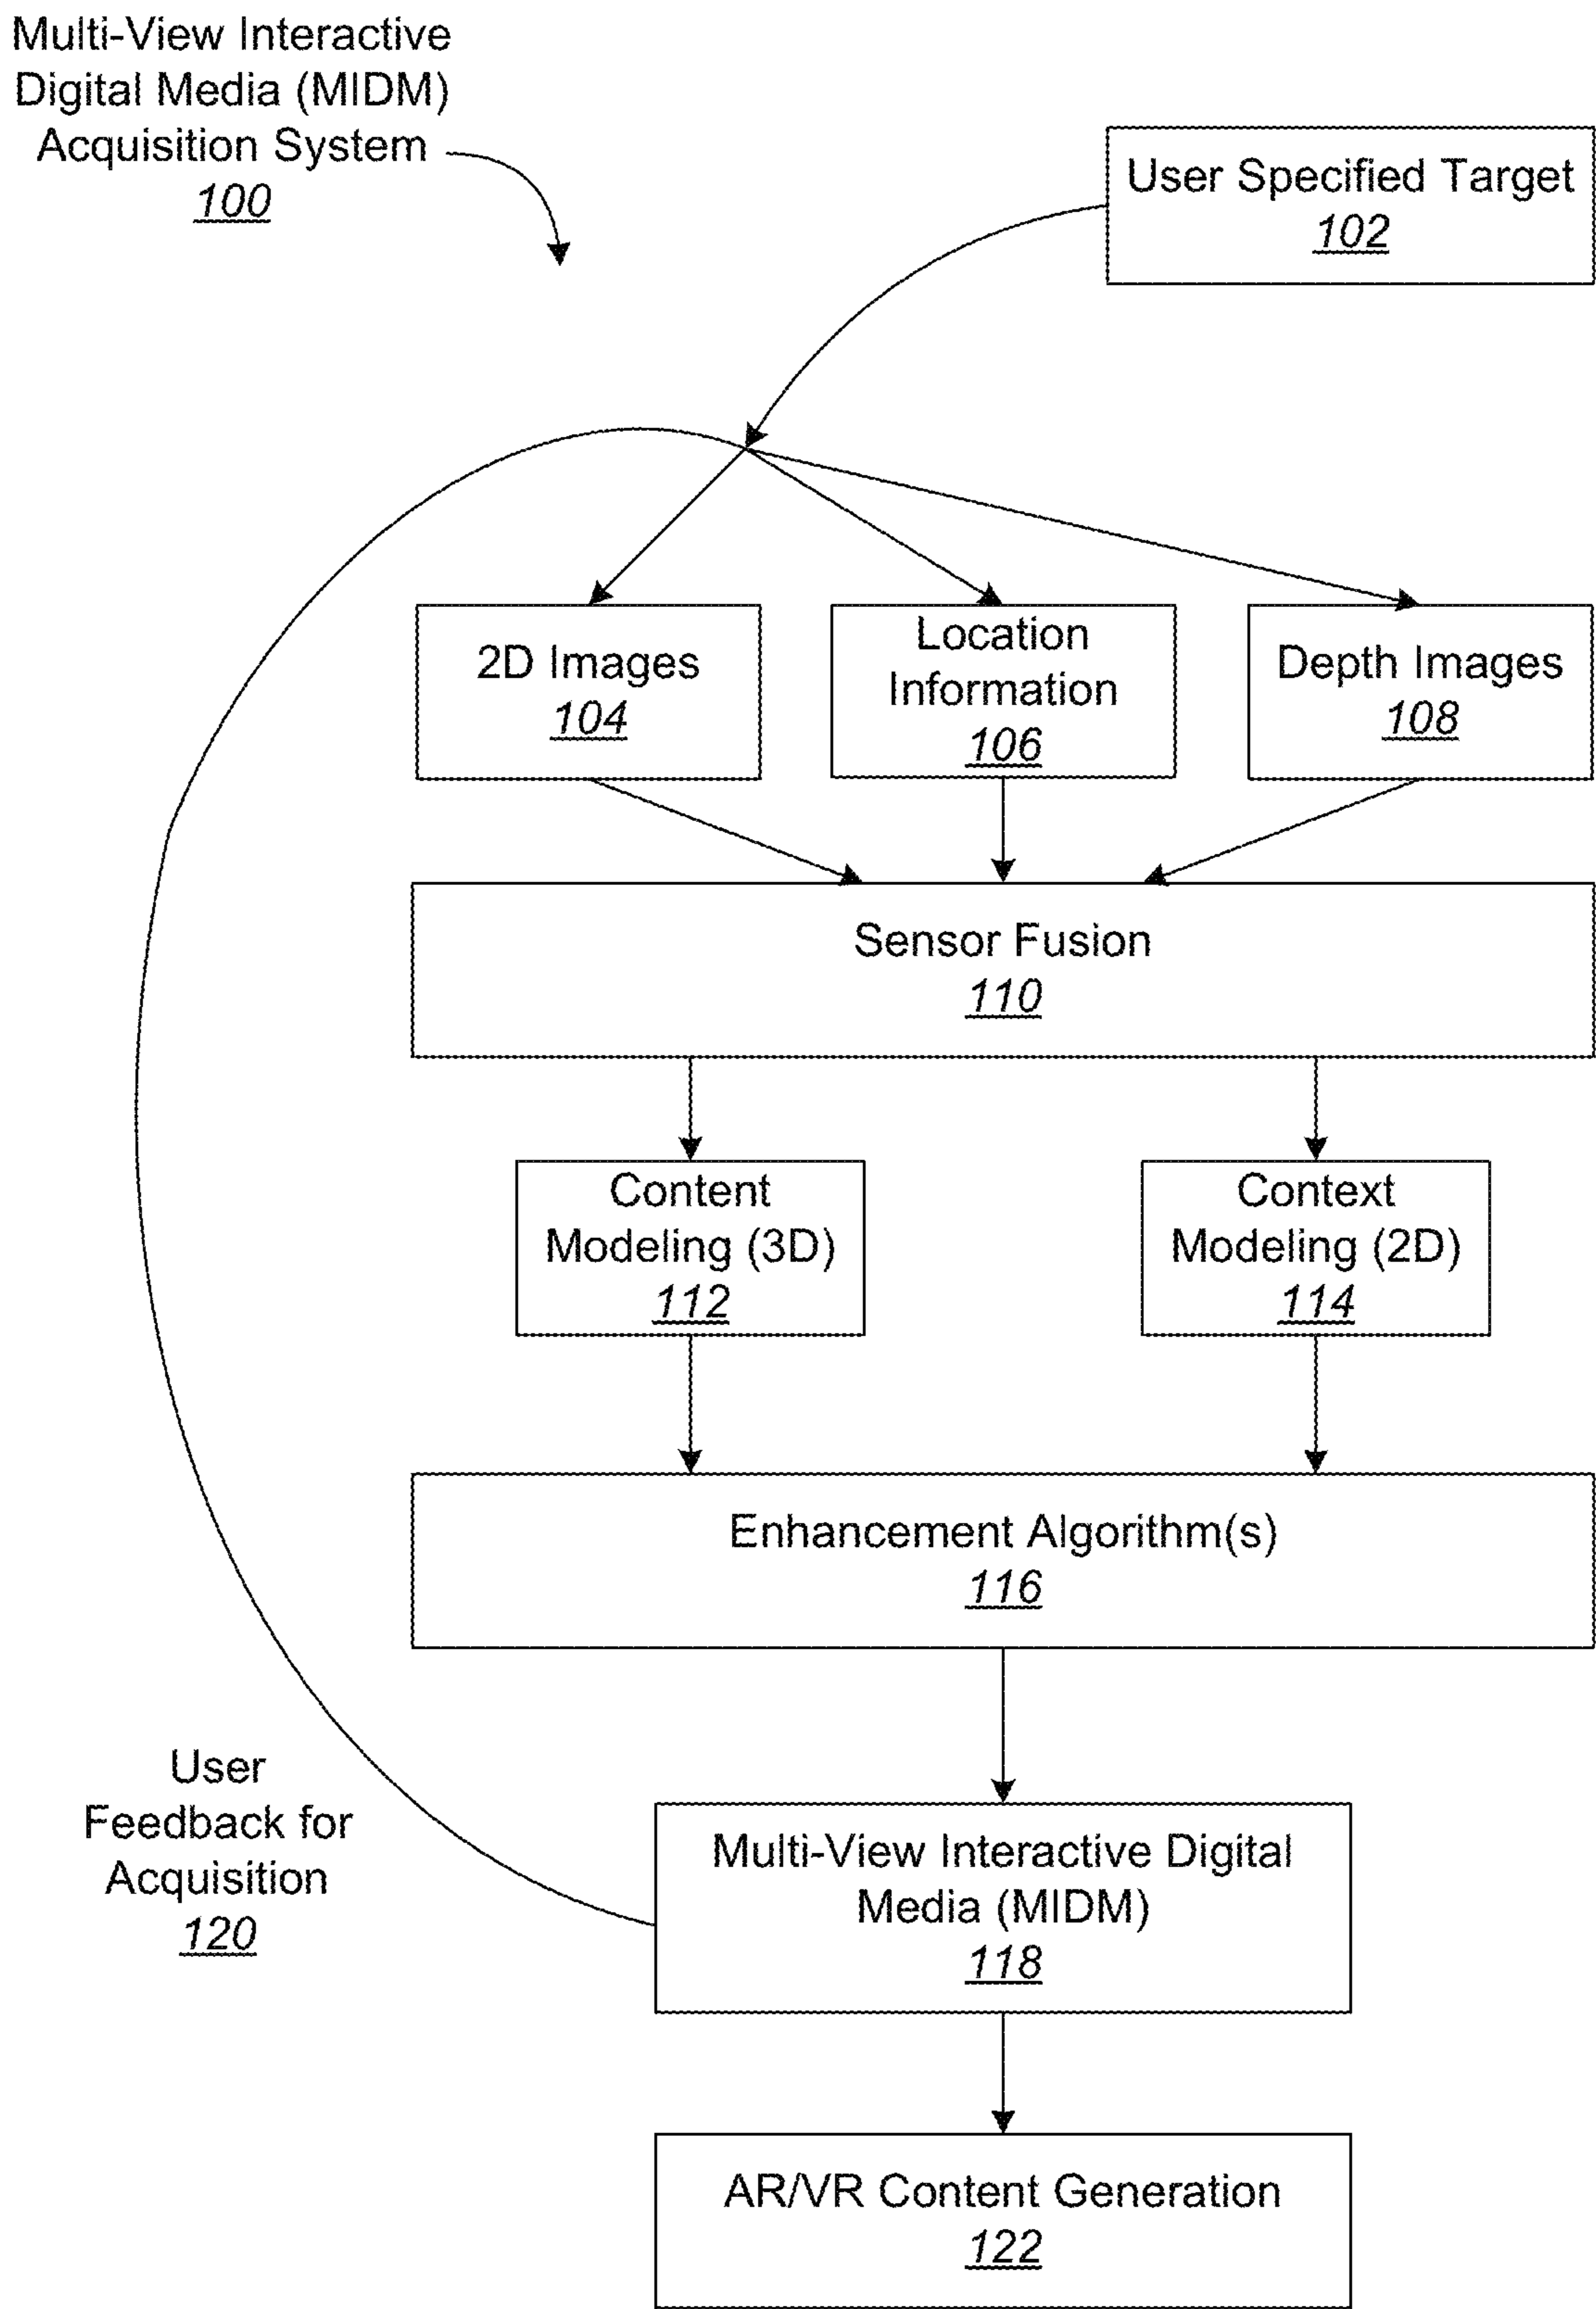 Multi-View Interactive
Digital Media (MIDM)
Acquisition System
100
User Specified Target
102
2D Images
104
Location
Information
106
Depth Images
108
Sensor Fusion
110
Content
Modeling (3D)
112
Context
Modeling (2D)
114
Enhancement Algorithm(s)
116
User
Feedback for
Acquisition
120
Multi-View Interactive Digital
Media (MIDM)
118
AR/VR Content Generation
122